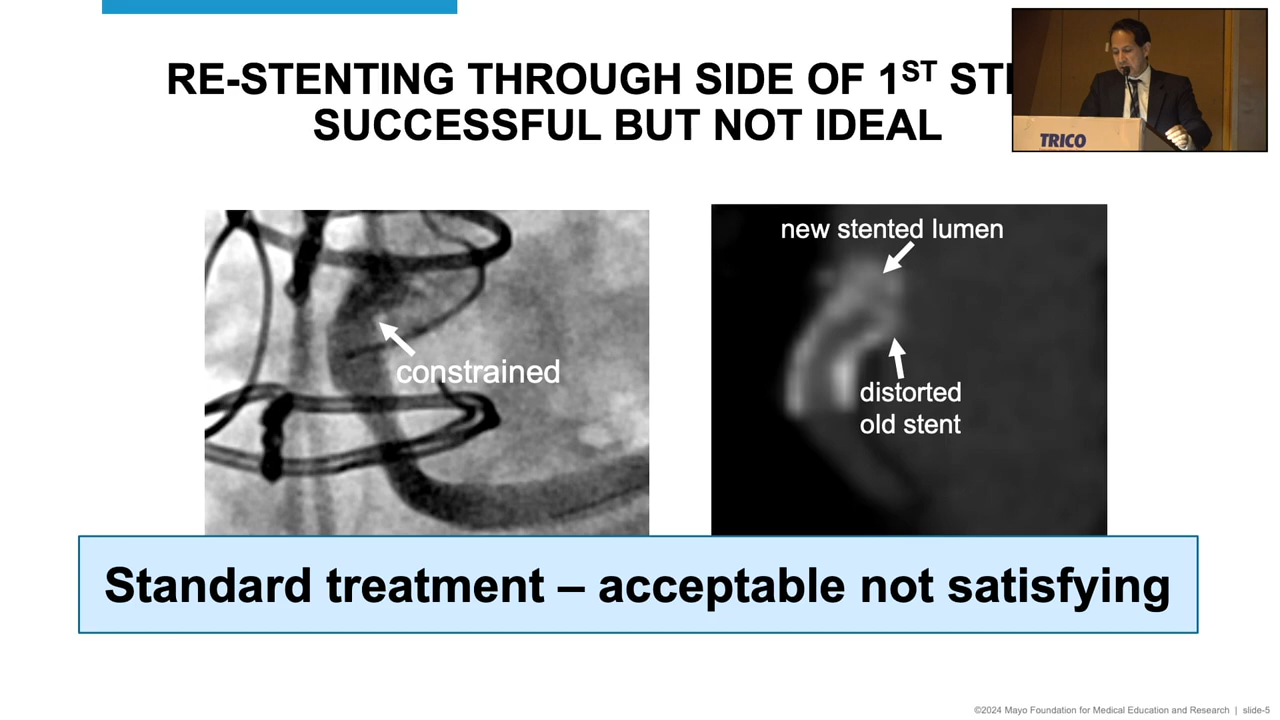 RE-STENTING THROUGH SIDE OF 1ST
SUCCESSFUL BUT NOT IDEAL
TRICO
new stented lumen
constrained
distorted
old stent
Standard treatment – acceptable not satisfying
©2024 Mayo Foundation for Medical Education and Research | slide-5